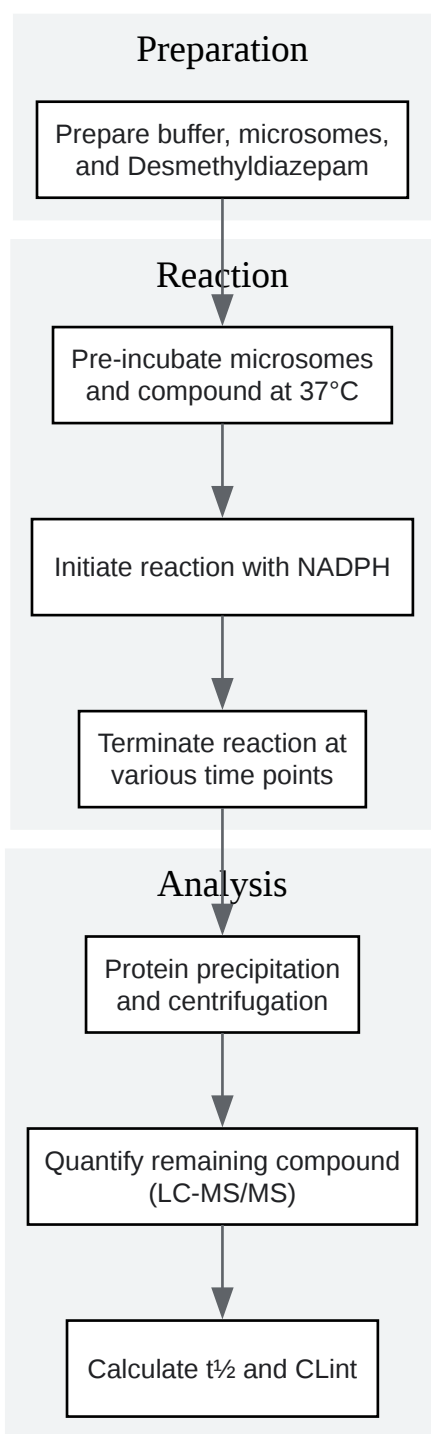 Preparation
Prepare buffer, microsomes,
and Desmethyldiazepam
Reaction
Pre-incubate microsomes
and compound at 37°C
Initiate reaction with NADPH
Terminate reaction at
various time points
Analysis
Protein precipitation
and centrifugation
Quantify remaining compound
(LC-MS/MS)
Calculate t½ and CLint